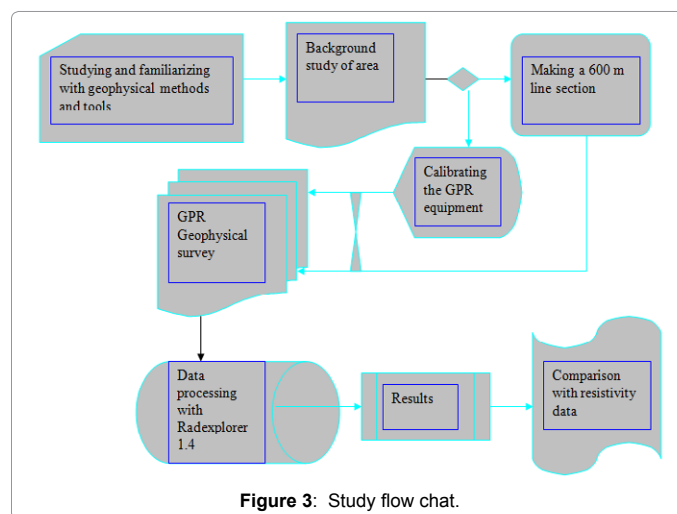 Studying and familiarizing
with geophysical methods
and tools
Background
study of area
Making a 600 m
line section
Calibrating
the GPR
equipment
GPR
Geophysical
survey
Data
processing
with
Radexplorer
1.4
Results
Comparison
with resistivity
data
Figure 3: Study flow chat.